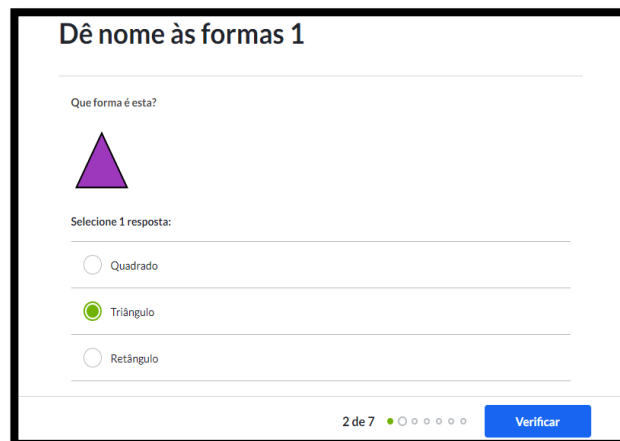 Dê nome às formas 1
Que forma é esta?
Selecione 1 resposta:
Quadrado
Triângulo
Retângulo
2 de 7
Verificar